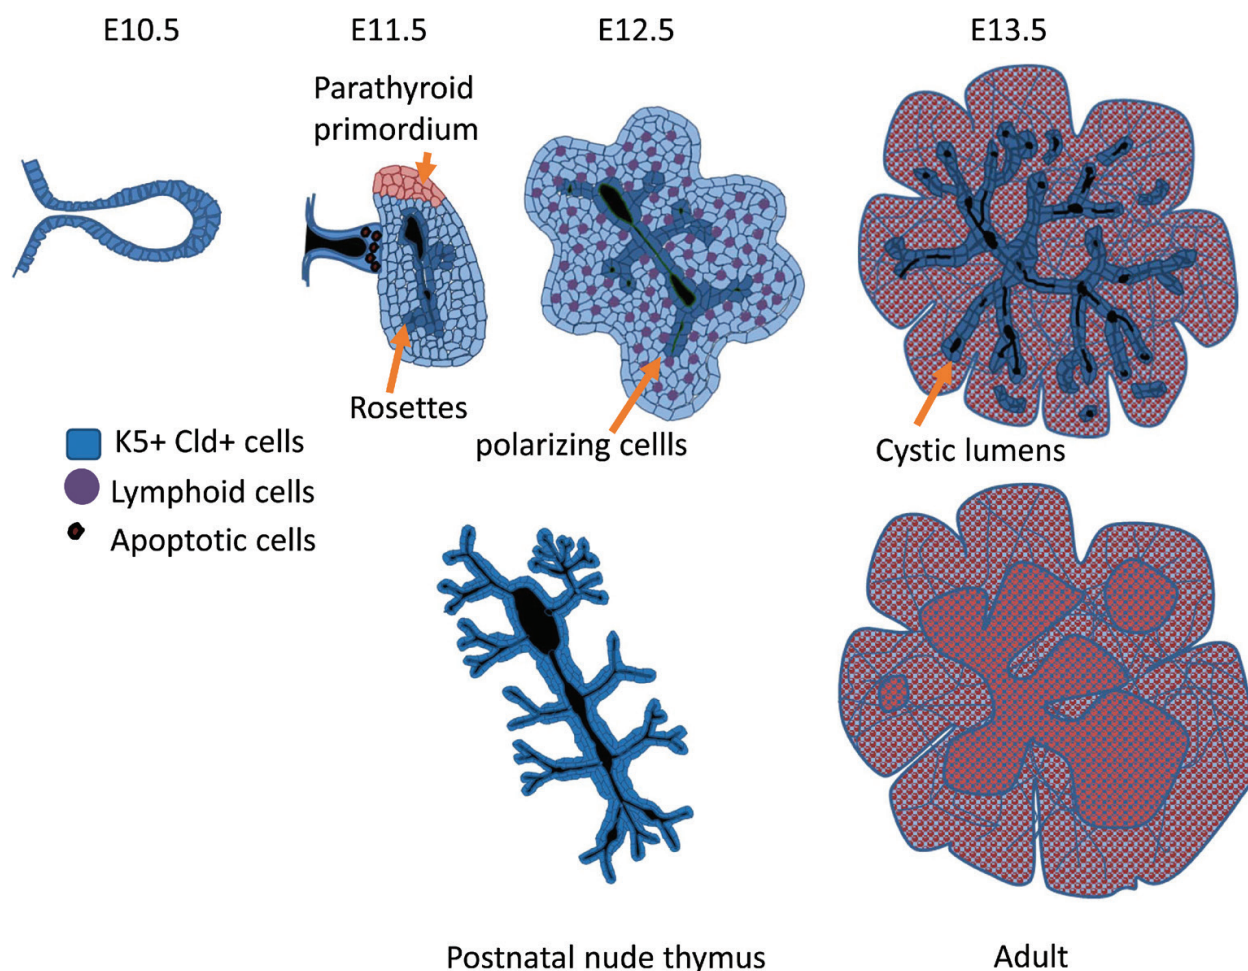 E10.5
E11.5
E12.5
E13.5
Parathyroid
primordium
Rosettes
polarizing cellls
Cystic lumens
K5+ Cld+ cells
Lymphoid cells
Apoptotic cells
Postnatal nude thymus
Adult